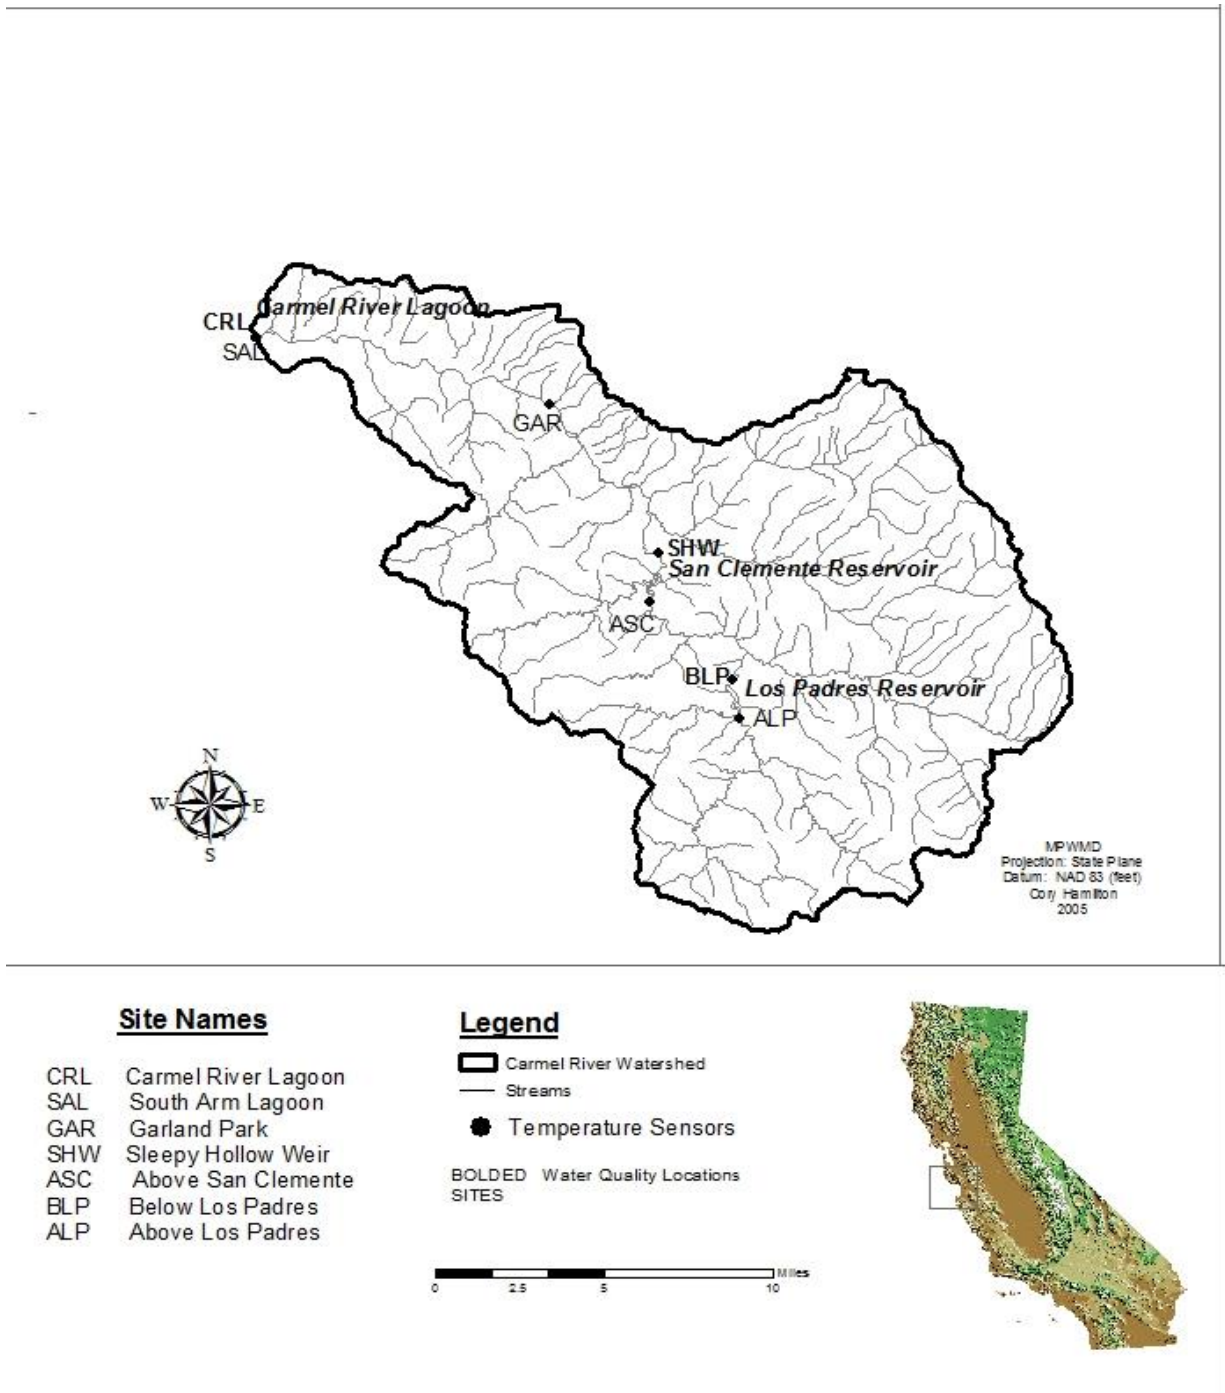 Carmel River Lagoon
CRL
SAL
GAR
SHW
San Clemente Reservoir
ASC
BLP
Los Padres Reservoir
ALP
N
W E
S
MPWMD
Projection: State Plane
Datum: NAD 83 (feet)
Cory Hamilton
2005
Site Names
CRL Carmel River Lagoon
SAL South Arm Lagoon
GAR Garland Park
SHW Sleepy Hollow Weir
ASC Above San Clemente
BLP Below Los Padres
ALP Above Los Padres
Legend
Carmel River Watershed
Streams
Temperature Sensors
BOLDED Water Quality Locations
SITES
Miles
0 2.5 5 10